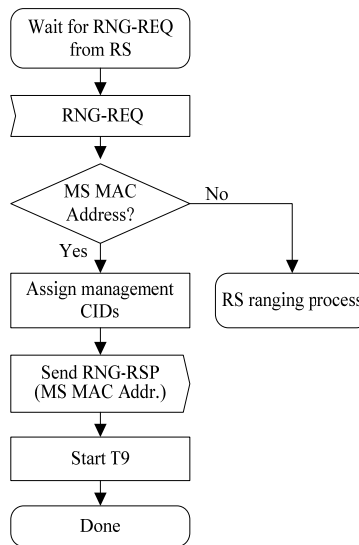 Wait for RNG-REQ
from RS
RNG-REQ
MS MAC
Address?
No
Yes
Assign management
CIDs
RS ranging process
Send RNG-RSP
(MS MAC Addr.)
Start T9
Done